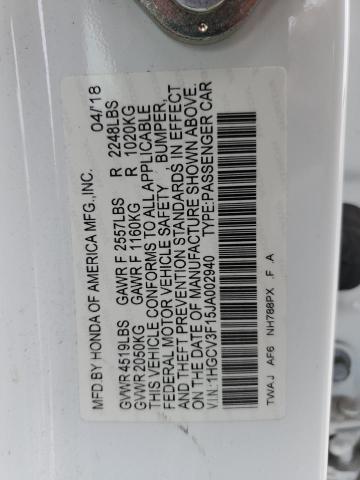 MFD.BY HONDA OF AMERICA MFG.,INC. 04/18
GVWR 4519LBS GAWR F 2557LBS R 2248LBS
GVWR 2050KG GAWR F 1160KG R 1020KG
THIS VEHICLE CONFORMS TO ALL APPLICABLE
FEDERAL MOTOR VEHICLE SAFETY BUMPER,
AND THEFT PREVENTION STANDARDS IN EFFECT
ON THE DATE OF MANUFACTURE SHOWN ABOVE.
V.I.N:1HGCV3F15JA002940 TYPE:PASSENGER CAR
TWAJ AF6 NH788PX .F .A